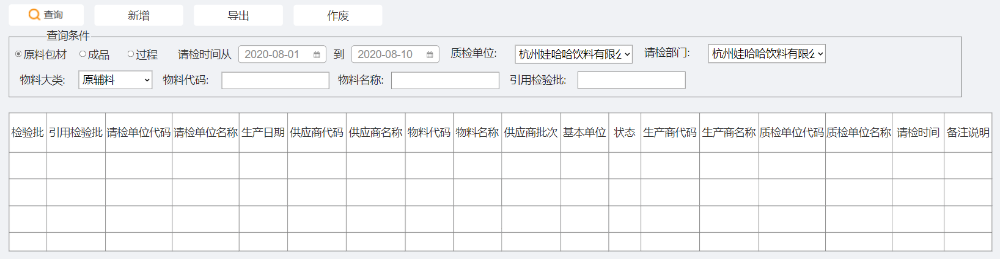 查询 新增 导出 作废
查询条件
原料包材 成品 过程 请检时间从 2020-08-01 到 2020-08-10 质检单位: 杭州娃哈哈饮料有限公 请检部门: 杭州娃哈哈饮料有限公
物料大类: 原辅料 物料代码: 物料名称: 引用检验批:
检验批 引用检验批 请检单位代码 请检单位名称 生产日期 供应商代码 供应商名称 物料代码 物料名称 供应商批次 基本单位 状态 生产商代码 生产商名称 质检单位代码 质检单位名称 请检时间 备注说明